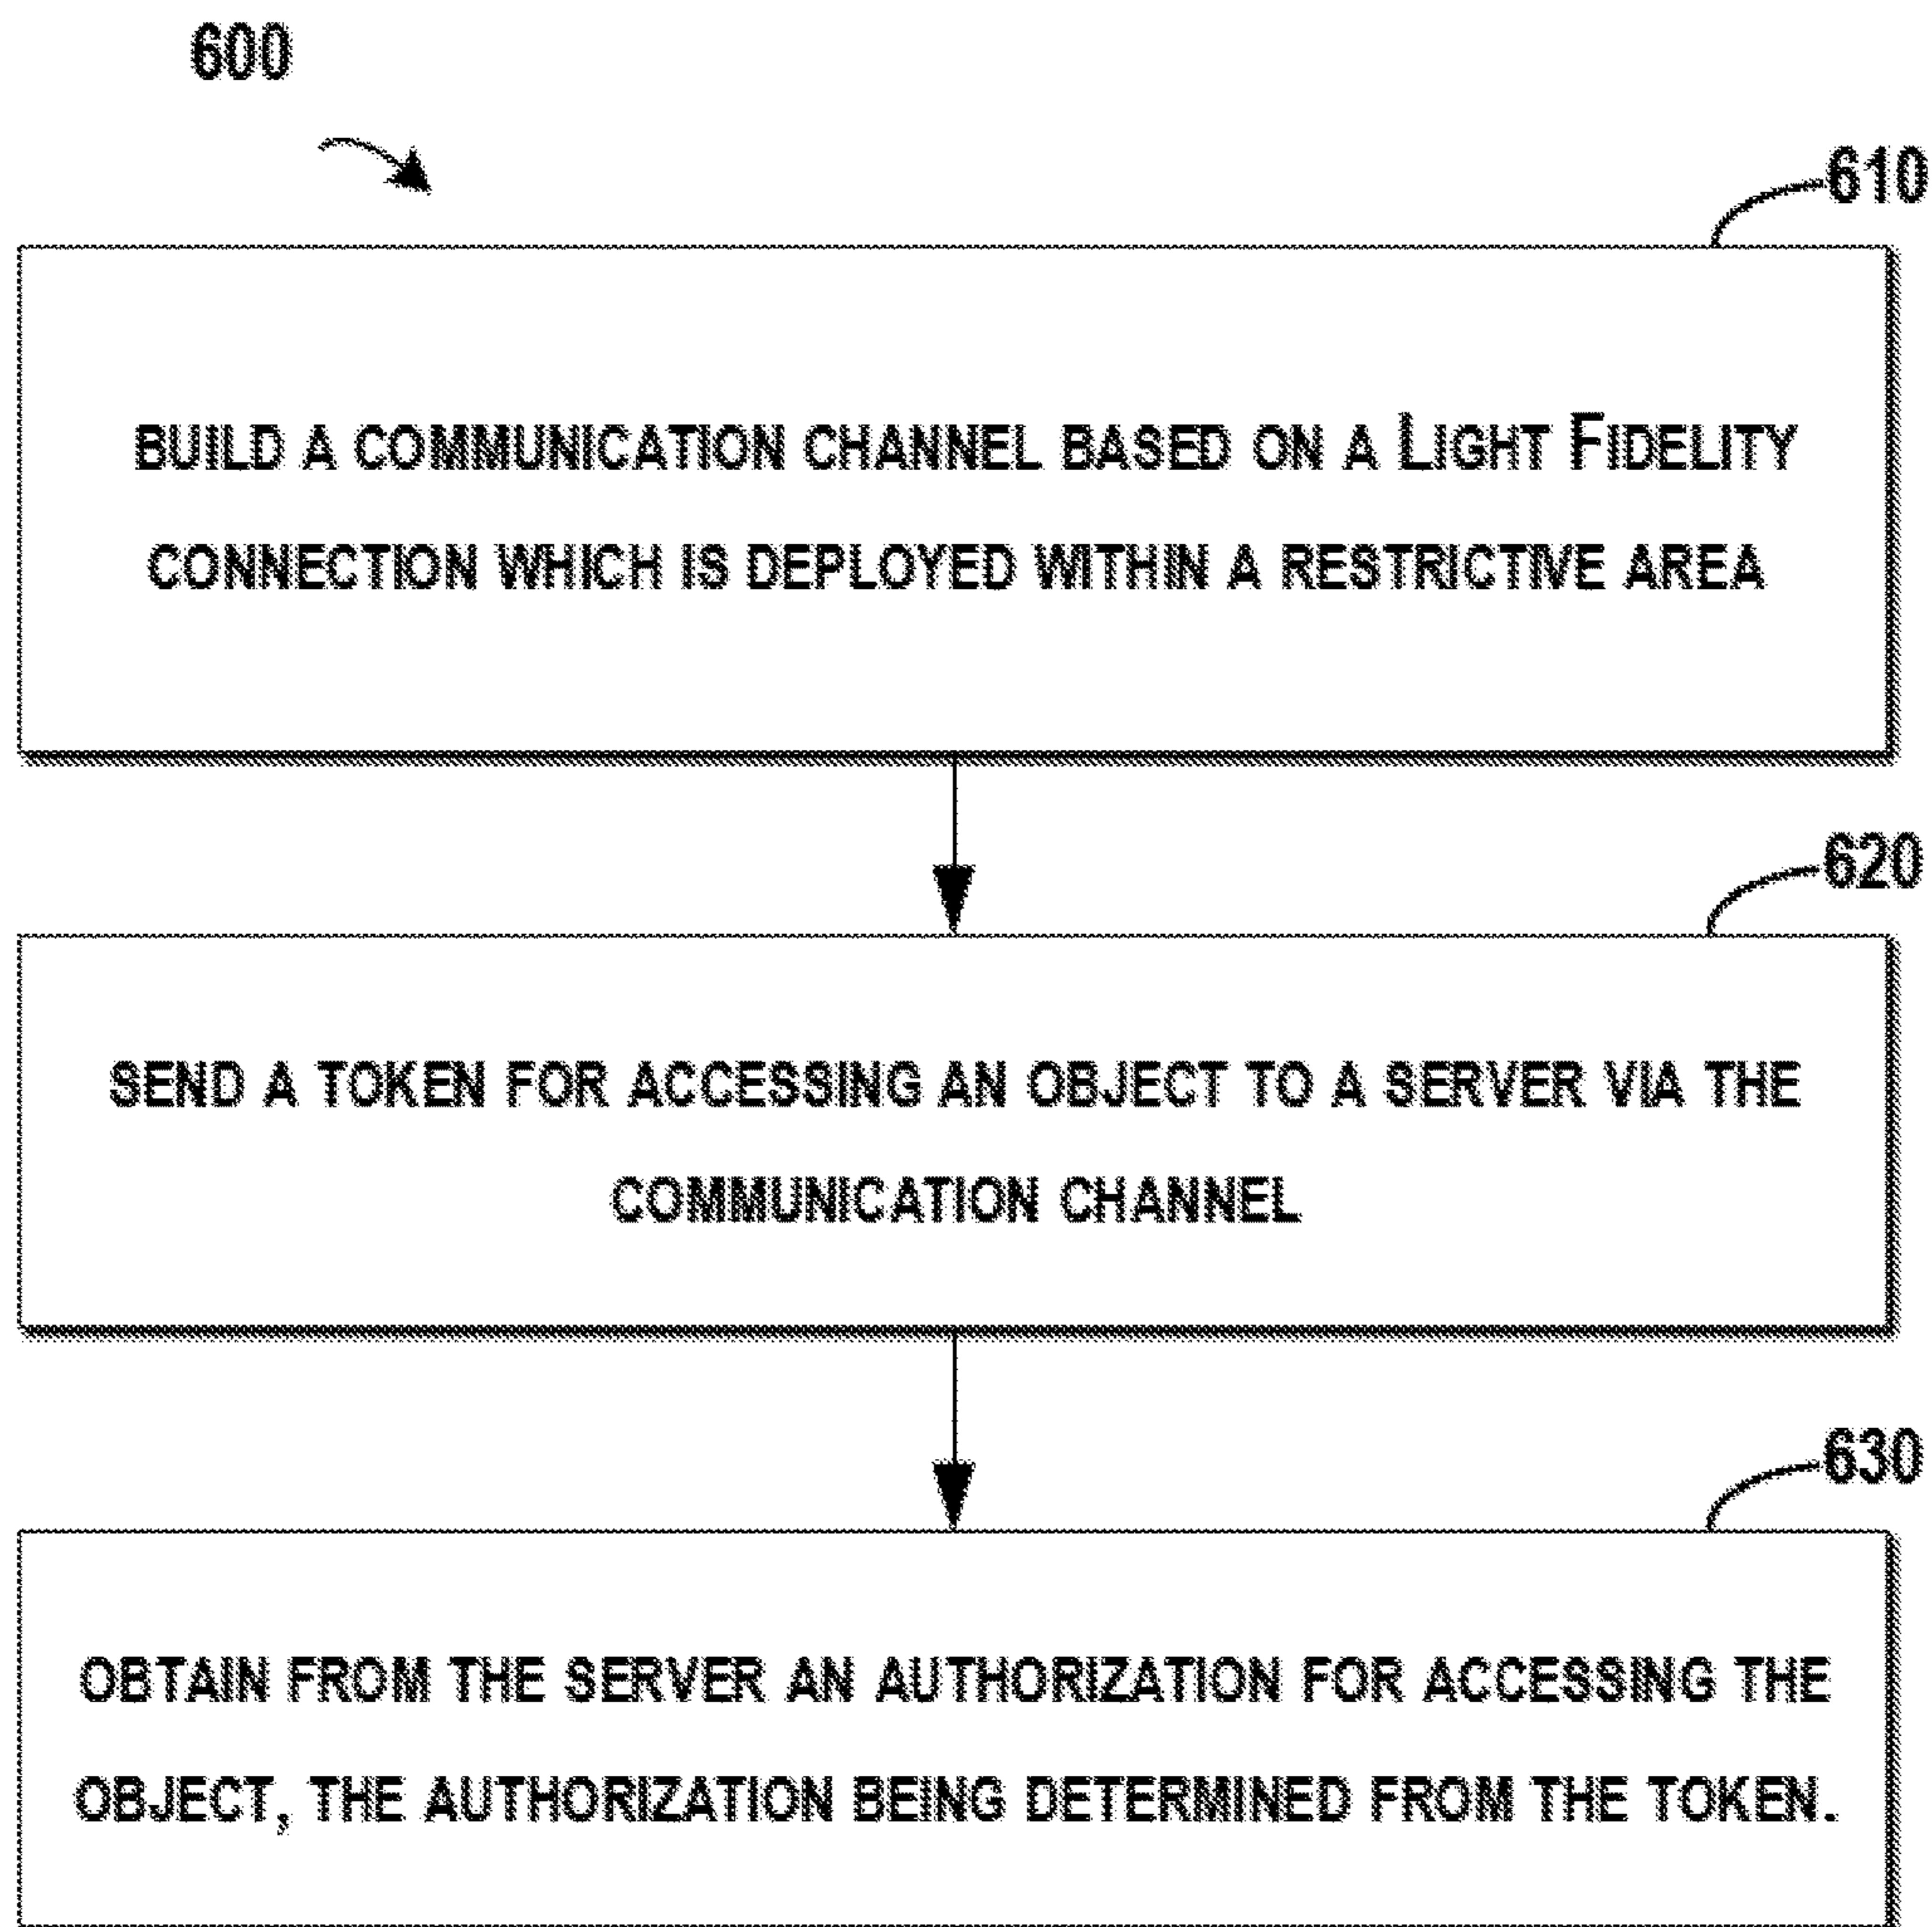 600
610
BUILD A COMMUNICATION CHANNEL BASED ON A LIGHT FIDELITY
CONNECTION WHICH IS DEPLOYED WITHIN A RESTRICTIVE AREA
620
SEND A TOKEN FOR ACCESSING AN OBJECT TO A SERVER VIA THE
COMMUNICATION CHANNEL
630
OBTAIN FROM THE SERVER AN AUTHORIZATION FOR ACCESSING THE
OBJECT, THE AUTHORIZATION BEING DETERMINED FROM THE TOKEN.